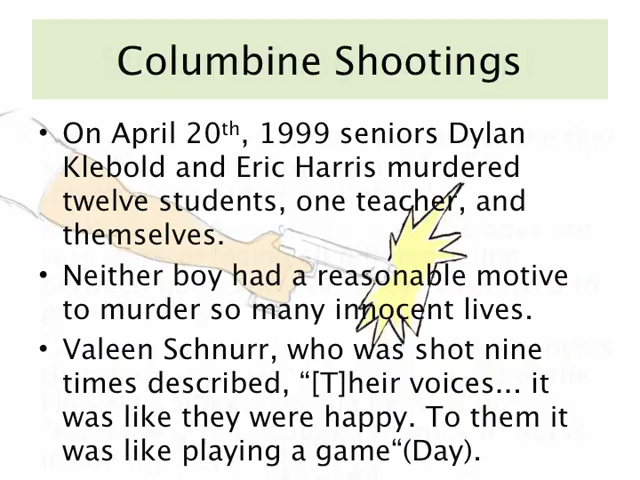 Columbine Shootings
• On April 20th, 1999 seniors Dylan
Klebold and Eric Harris murdered
twelve students, one teacher, and
themselves.
• Neither boy had a reasonable motive
to murder so many innocent lives.
• Valeen Schnurr, who was shot nine
times described, “[T]heir voices... it
was like they were happy. To them it
was like playing a game“(Day).